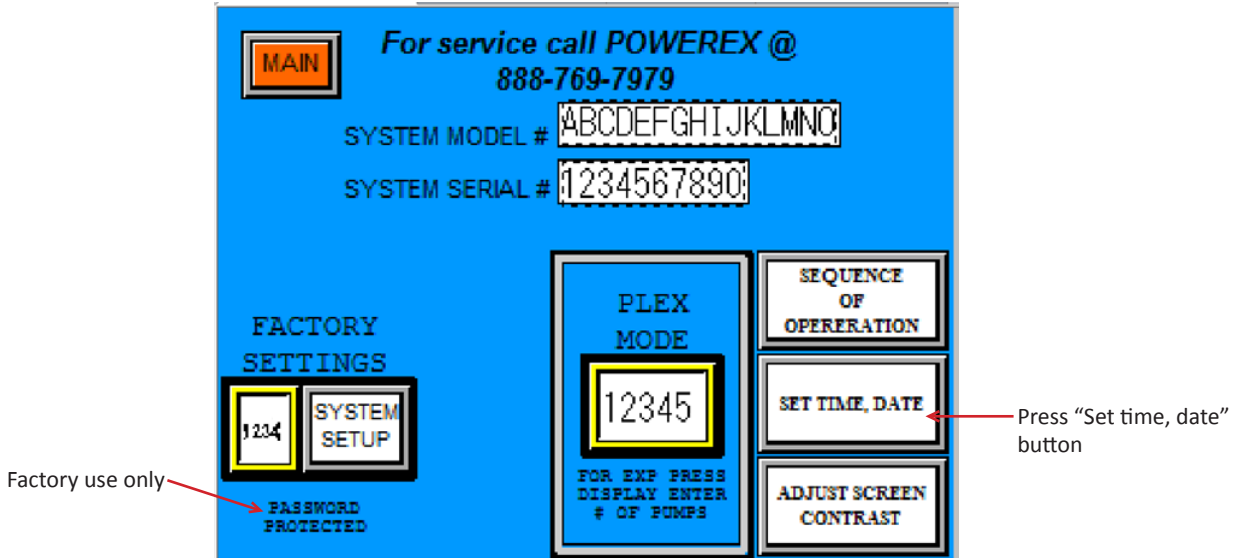 MAIN
For service call POWEREX @
888-769-7979
SYSTEM MODEL # ABCDEFGHIJKLMNO
SYSTEM SERIAL # 1234567890
FACTORY
SETTINGS
1234
SYSTEM
SETUP
Factory use only
PASSWORD
PROTECTED
PLEX
MODE
12345
FOR EXP PRESS
DISPLAY ENTER
# OF PUMPS
SEQUENCE
OF
OPERERATION
SET TIME, DATE
ADJUST SCREEN
CONTRAST
Press “Set time, date”
button